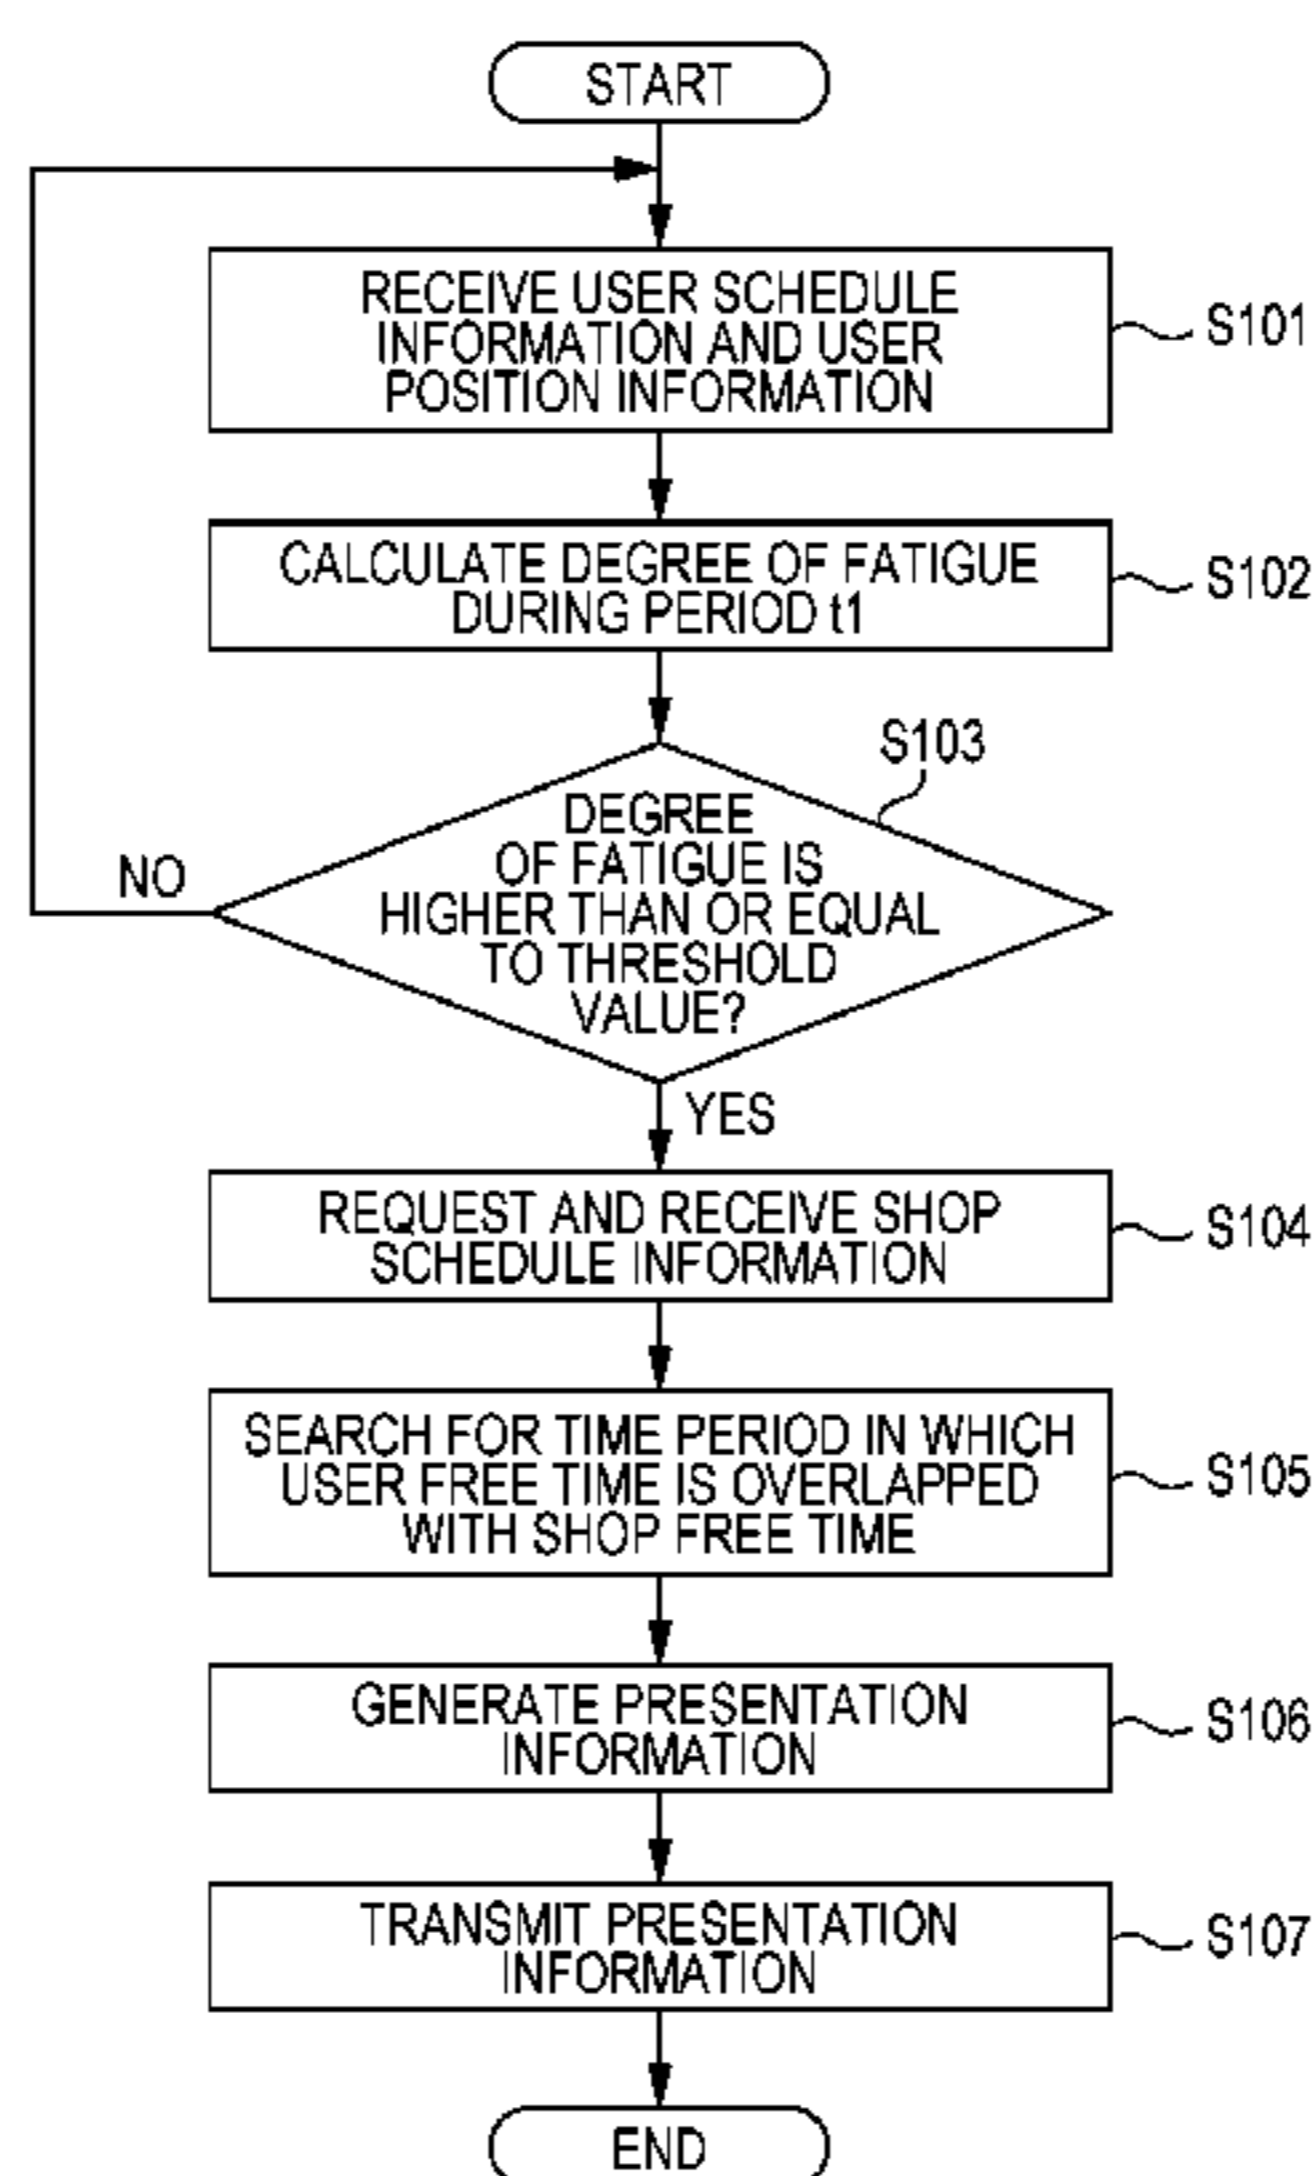 START
RECEIVE USER SCHEDULE
INFORMATION AND USER
POSITION INFORMATION
S101
CALCULATE DEGREE OF FATIGUE
DURING PERIOD t1
S102
S103
DEGREE
OF FATIGUE IS
HIGHER THAN OR EQUAL
TO THRESHOLD
VALUE?
NO
YES
REQUEST AND RECEIVE SHOP
SCHEDULE INFORMATION
S104
SEARCH FOR TIME PERIOD IN WHICH
USER FREE TIME IS OVERLAPPED
WITH SHOP FREE TIME
S105
GENERATE PRESENTATION
INFORMATION
S106
TRANSMIT PRESENTATION
INFORMATION
S107
END